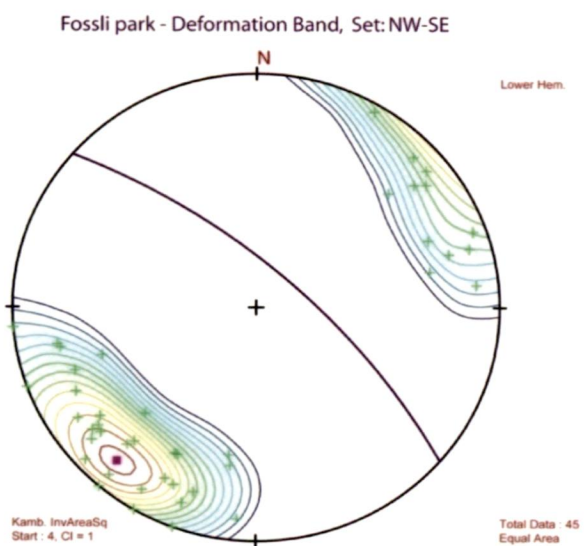 Fossli park - Deformation Band, Set: NW-SE
N
Lower Hem.
Kamb. InvAreaSq
Start : 4, CI = 1
Total Data : 45
Equal Area